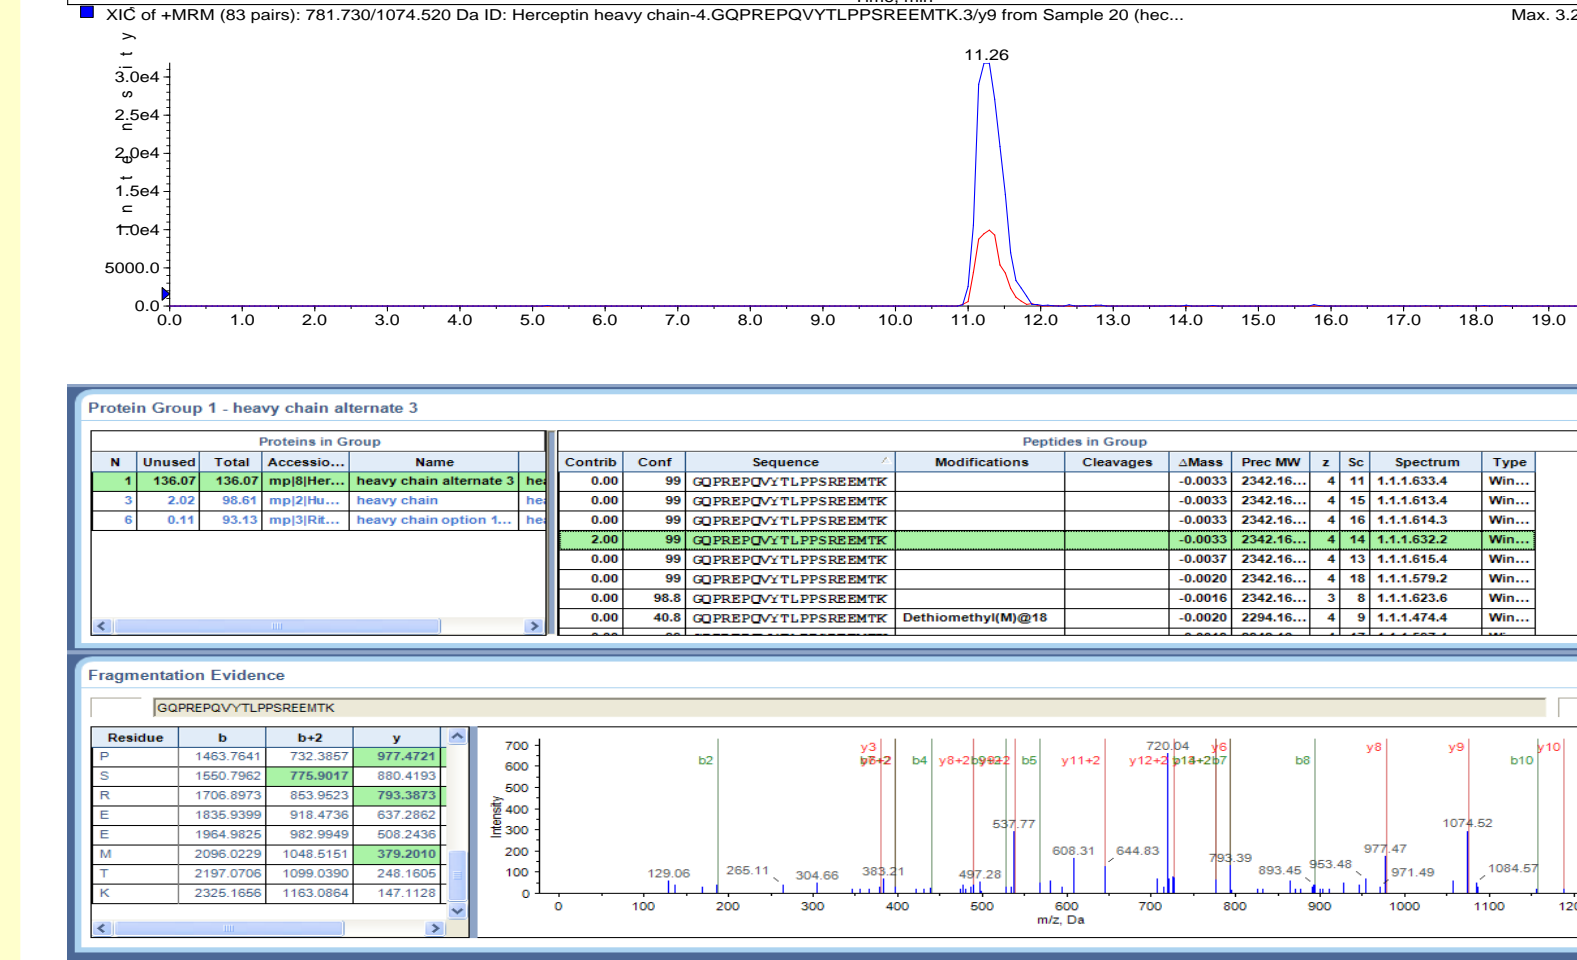 XIC of +MRM (83 pairs): 781.730/1074.520 Da ID: Herceptin heavy chain-4.GQPREPQVYTLPPSREEMTK.3/y9 from Sample 20 (hec... Max. 3.2
Intensity
11.26
3.0e4
2.5e4
2.0e4
1.5e4
1.0e4
5000.0
0.0
0.0 1.0 2.0 3.0 4.0 5.0 6.0 7.0 8.0 9.0 10.0 11.0 12.0 13.0 14.0 15.0 16.0 17.0 18.0 19.0
Protein Group 1 - heavy chain alternate 3
Proteins in Group
N Unused Total Accessio... Name
1 136.07 136.07 mp|8|Her... heavy chain alternate 3 hea
3 2.02 98.61 mp|2|Hu... heavy chain hea
6 0.11 93.13 mp|3|Rit... heavy chain option 1... hea
Peptides in Group
Contrib Conf Sequence Modifications Cleavages △Mass Prec MW z Sc Spectrum Type
0.00 99 GQPREPQVYTLPPSREEMTK -0.0033 2342.16... 4 11 1.1.1.633.4 Win...
0.00 99 GQPREPQVYTLPPSREEMTK -0.0033 2342.16... 4 15 1.1.1.613.4 Win...
0.00 99 GQPREPQVYTLPPSREEMTK -0.0033 2342.16... 4 16 1.1.1.614.3 Win...
2.00 99 GQPREPQVYTLPPSREEMTK -0.0033 2342.16... 4 14 1.1.1.632.2 Win...
0.00 99 GQPREPQVYTLPPSREEMTK -0.0037 2342.16... 4 13 1.1.1.615.4 Win...
0.00 99 GQPREPQVYTLPPSREEMTK -0.0020 2342.16... 4 18 1.1.1.579.2 Win...
0.00 98.8 GQPREPQVYTLPPSREEMTK -0.0016 2342.16... 3 8 1.1.1.623.6 Win...
0.00 40.8 GQPREPQVYTLPPSREEMTK Dethiomethyl(M)@18 -0.0020 2294.16... 4 9 1.1.1.474.4 Win...
Fragmentation Evidence
GQPREPQVYTLPPSREEMTK
Residue b b+2 y
P 1463.7641 732.3857 977.4721
S 1550.7962 775.9017 880.4193
R 1706.8973 853.9523 793.3873
E 1835.9399 918.4736 637.2862
E 1964.9825 982.9949 508.2436
M 2096.0229 1048.5151 379.2010
T 2197.0706 1099.0390 248.1605
K 2325.1656 1163.0864 147.1128
Intensity
700
600
500
400
300
200
100
0
y3 720.04 y6 y8 y9 y10
b2 b4 y8+2 b5 y11+2 y12+2 b7 b8 b10
537.77 1074.52
608.31 644.83 977.47
129.06 265.11 304.66 383.21 497.28 793.39 893.45 953.48 971.49 1084.57
0 100 200 300 400 500 600 700 800 900 1000 1100 120
m/z, Da